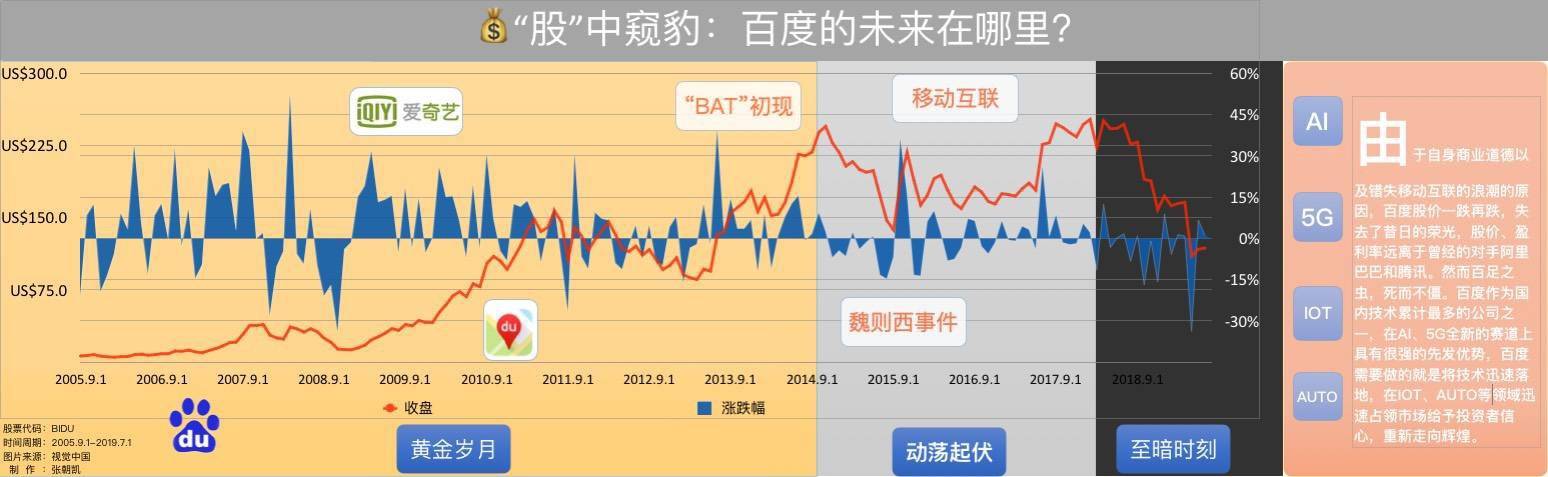 “股”中窥豹：百度的未来在哪里？
US$300.0
US$225.0
US$150.0
US$75.0
iQIYI 爱奇艺
“BAT”初现
移动互联
魏则西事件
du
60%
45%
30%
15%
0%
-15%
-30%
2005.9.1 2006.9.1 2007.9.1 2008.9.1 2009.9.1 2010.9.1 2011.9.1 2012.9.1 2013.9.1 2014.9.1 2015.9.1 2016.9.1 2017.9.1 2018.9.1
收盘 涨跌幅
du
股票代码：BIDU
时间周期：2005.9.1-2019.7.1
图片来源：视觉中国
制 作 ：张朝凯
黄金岁月
动荡起伏
至暗时刻
AI
5G
IOT
AUTO
由于自身商业道德以
及错失移动互联的浪潮的原
因，百度股价一跌再跌，失
去了昔日的荣光，股价、盈
利率远离于曾经的对手阿里
巴巴和腾讯。然而百足之
虫，死而不僵。百度作为国
内技术累计最多的公司之
一，在AI、5G全新的赛道上
具有很强的先发优势，百度
需要做的就是将技术迅速落
地，在IOT、AUTO等领域迅
速占领市场给予投资者信
心，重新走向辉煌。